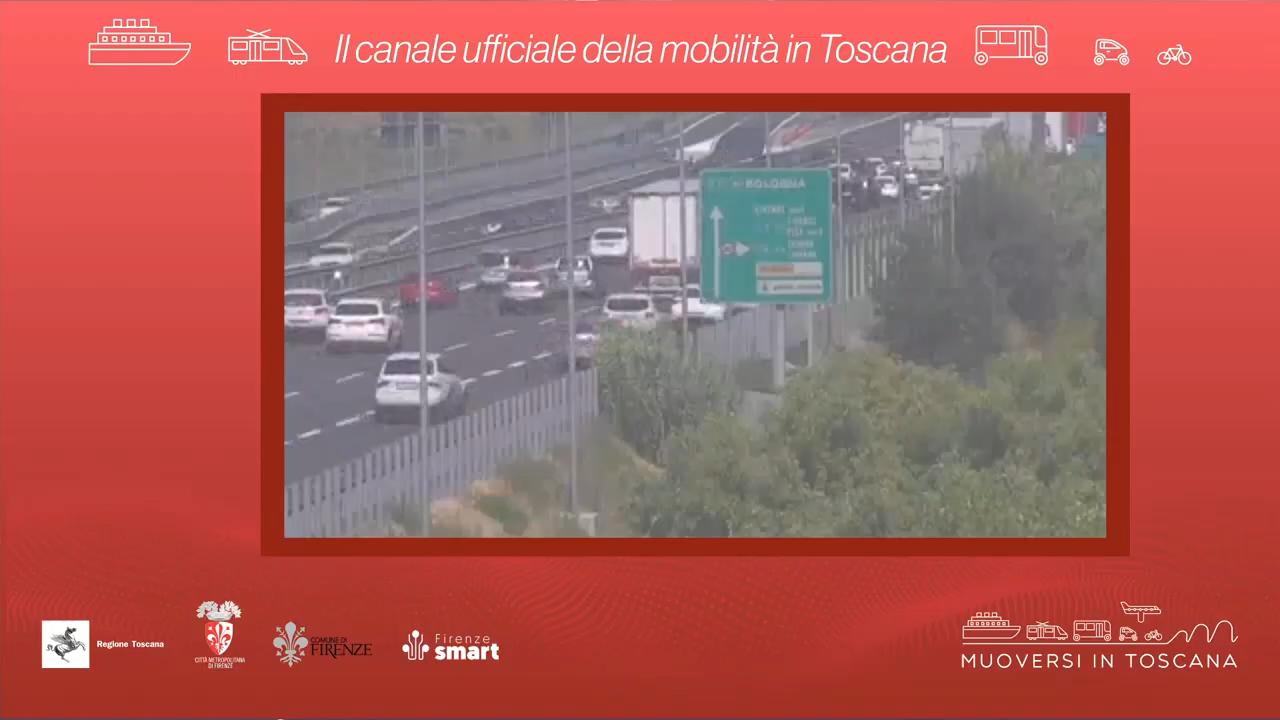 Il canale ufficiale della mobilità in Toscana
BOLOGNA
Regione Toscana
CITTÀ METROPOLITANA
DI FIRENZE
COMUNE DI
FIRENZE
Firenze
smart
MUOVERSI IN TOSCANA